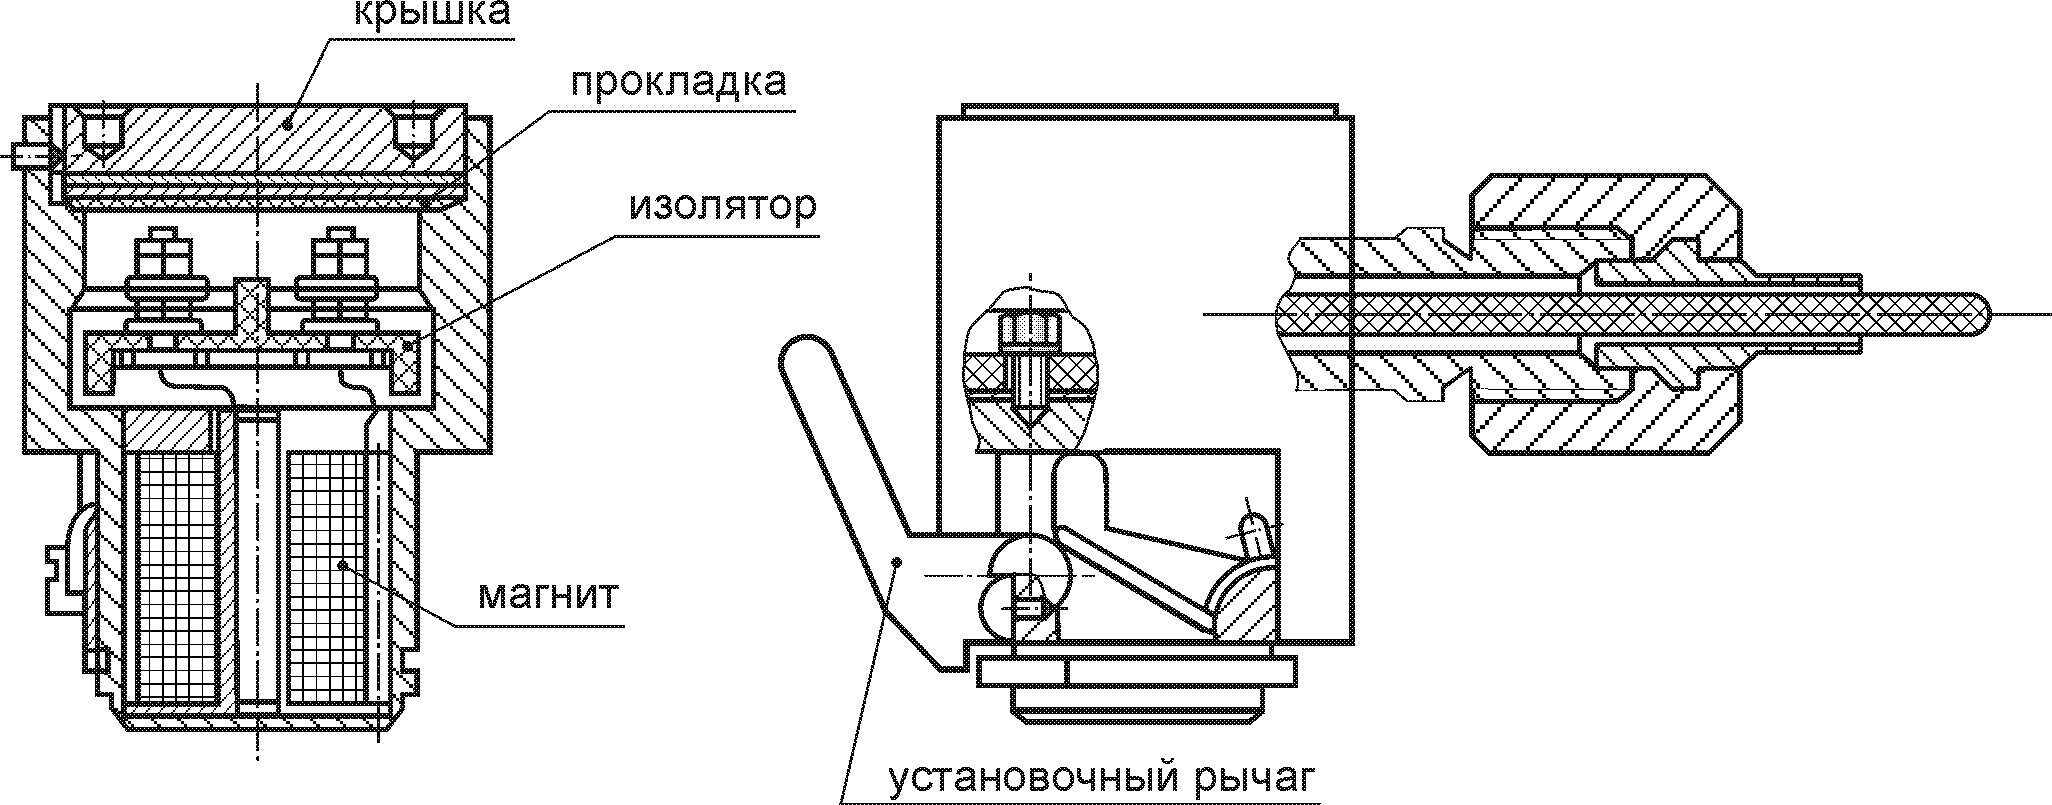 крышка
прокладка
изолятор
магнит
установочный рычаг